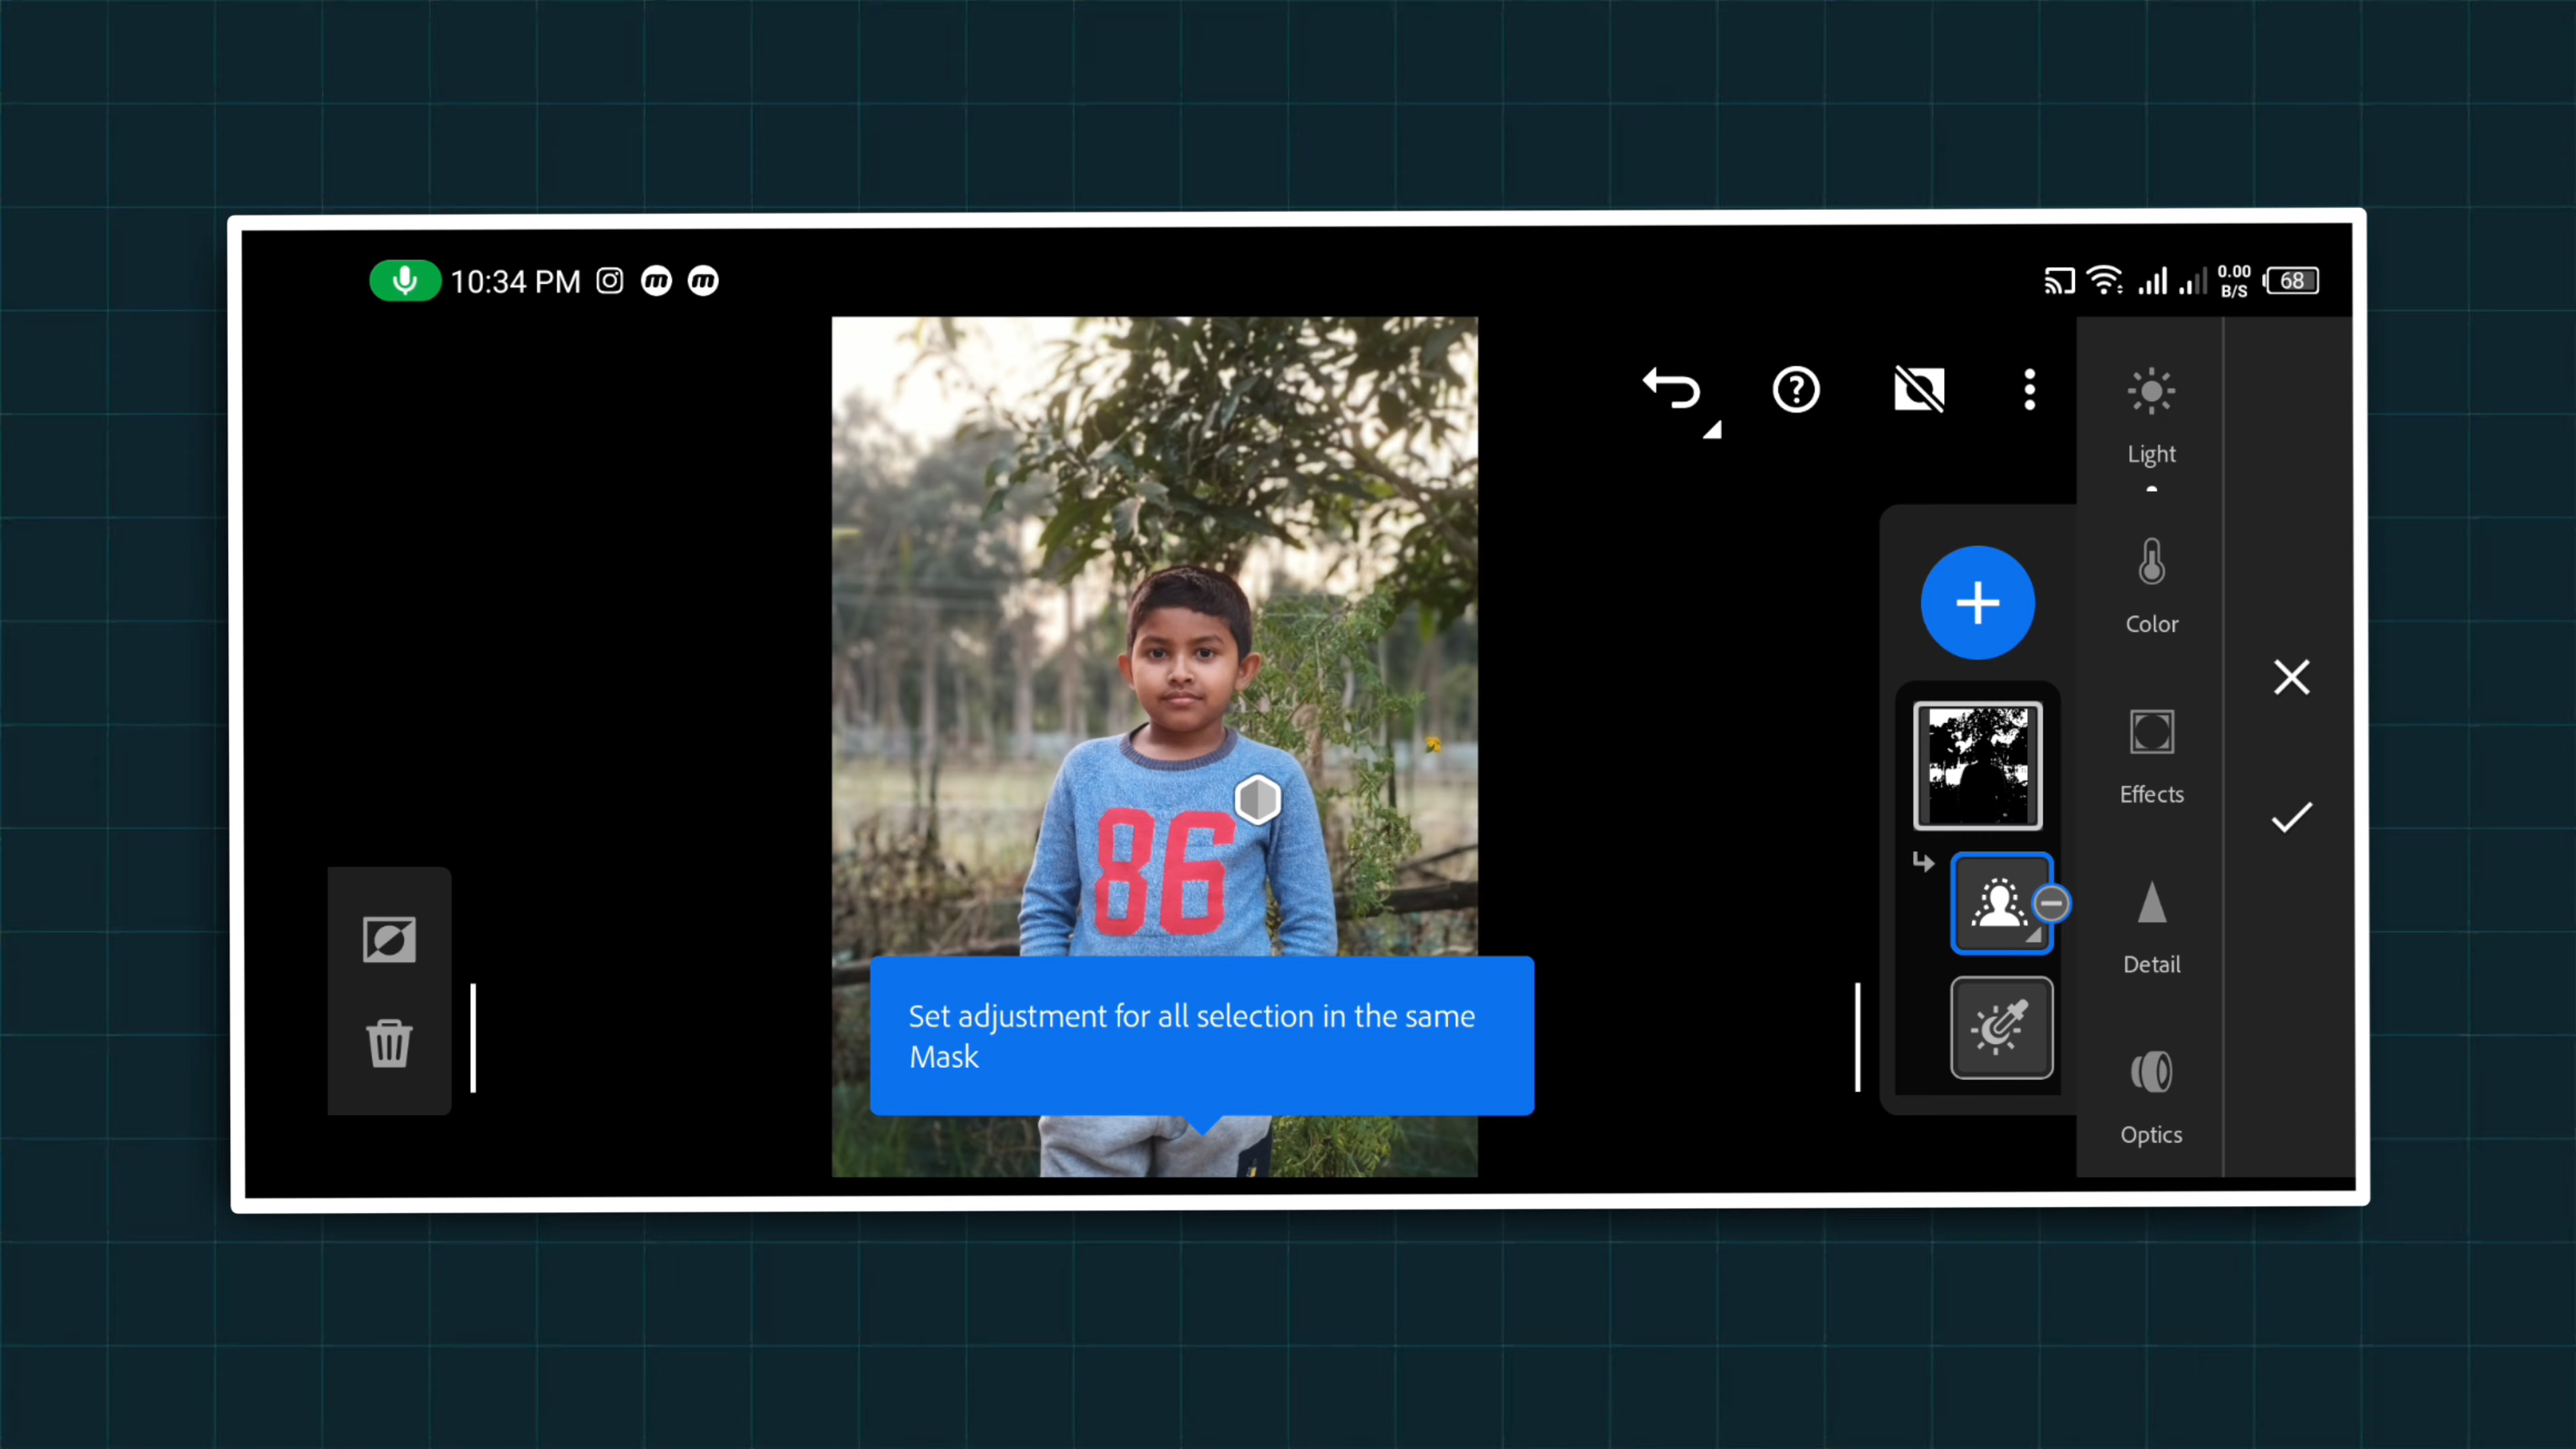 10:34 PM
0.00
B/S
68
Light
Color
Effects
Detail
Optics
86
Set adjustment for all selection in the same
Mask